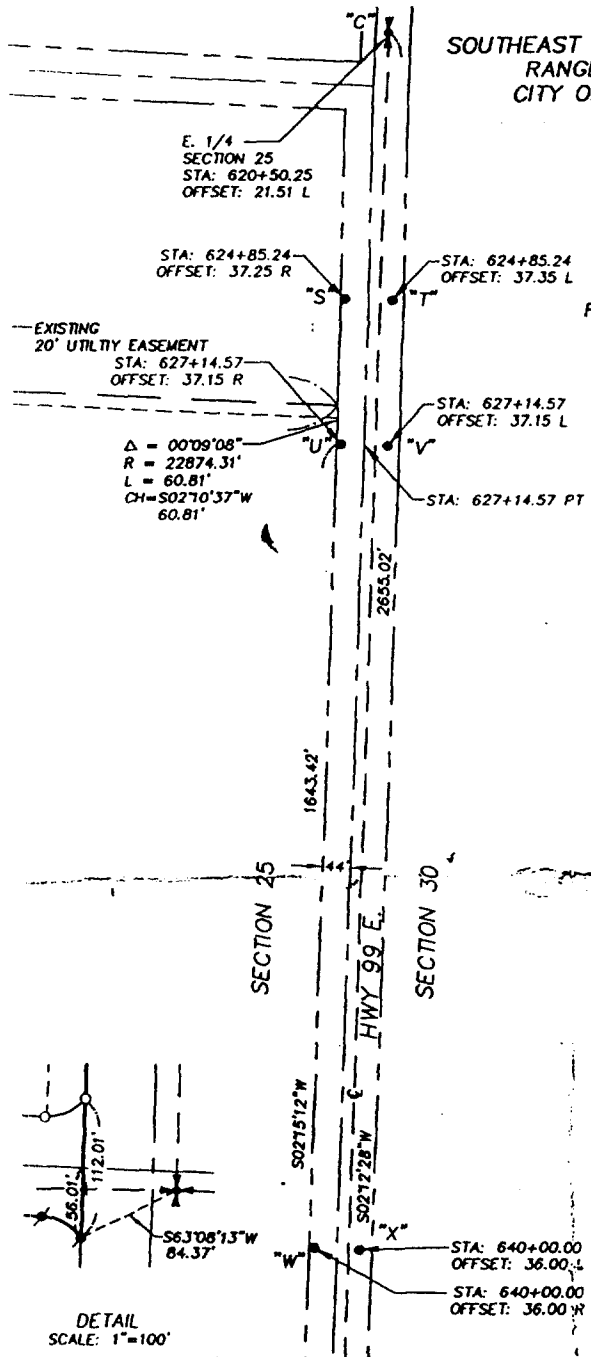 "C"
SOUTHEAST
RANGE
CITY O
E. 1/4
SECTION 25
STA: 620+50.25
OFFSET: 21.51 L
STA: 624+85.24
OFFSET: 37.25 R
"S"
STA: 624+85.24
OFFSET: 37.35 L
"T"
EXISTING
20' UTILTIY EASEMENT
STA: 627+14.57
OFFSET: 37.15 R
"U"
STA: 627+14.57
OFFSET: 37.15 L
"V"
Δ = 00°09'08"
R = 22874.31'
L = 60.81'
CH=S02°10'37"W
60.81'
STA: 627+14.57 PT
2655.02'
1643.42'
44'
SECTION 25
HWY 99 E.
SECTION 30
S02°15'12"W
S02°12'28"W
℄
56.01'
112.01'
S63°08'13"W
84.37'
"W"
"X"
STA: 640+00.00
OFFSET: 36.00 L
STA: 640+00.00
OFFSET: 36.00 R
DETAIL
SCALE: 1"=100'